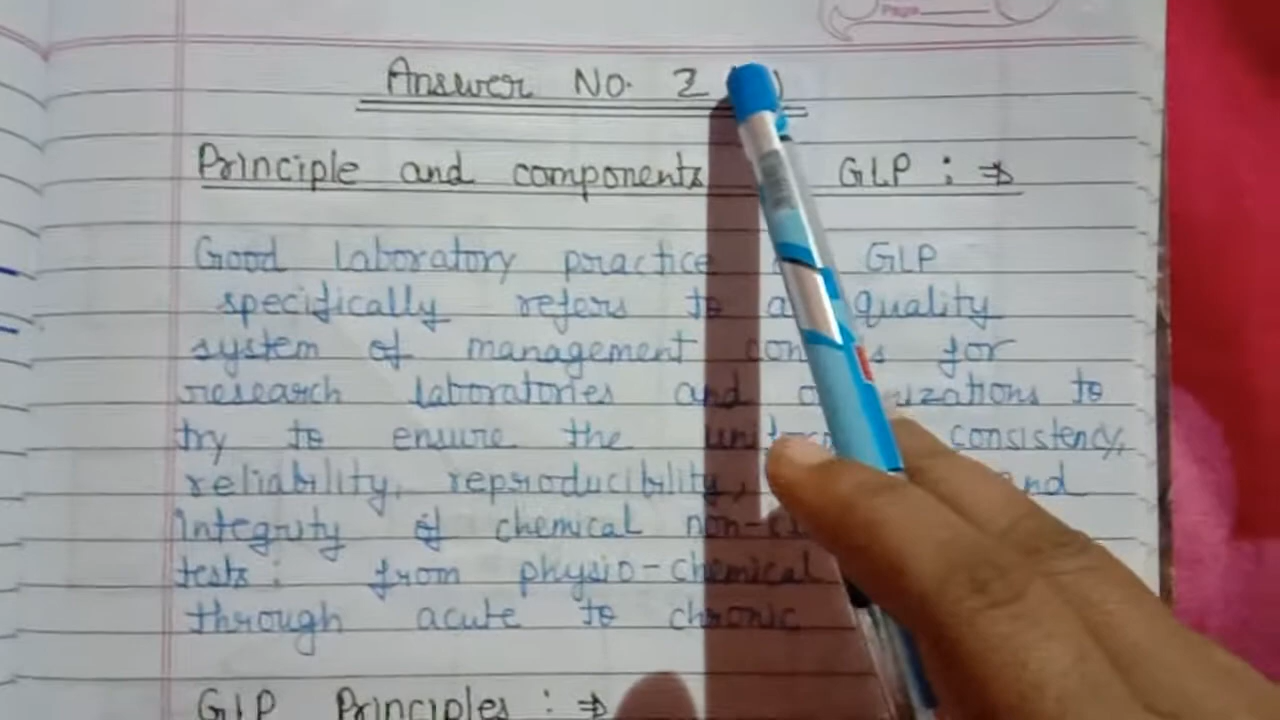 Page
Answer No. 2
Principle and components GLP : ⇒
Good laboratory practice GLP
specifically refers to a quality
system of management for
research laboratories and to
try to ensure the consistency,
reliability, reproducibility, and
integrity of chemical
tests : from physio-chemical
through acute to chronic
GLP Principles : ⇒